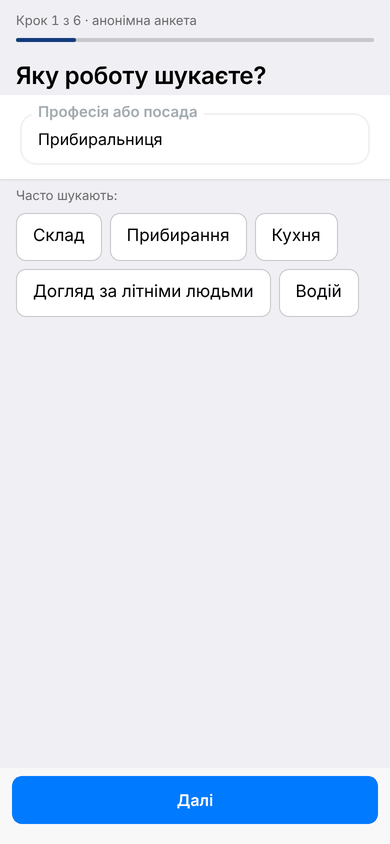 Крок 1 з 6 · анонімна анкета
Яку роботу шукаєте?
Професія або посада
Прибиральниця
Часто шукають:
Склад
Прибирання
Кухня
Догляд за літніми людьми
Водій
Далі